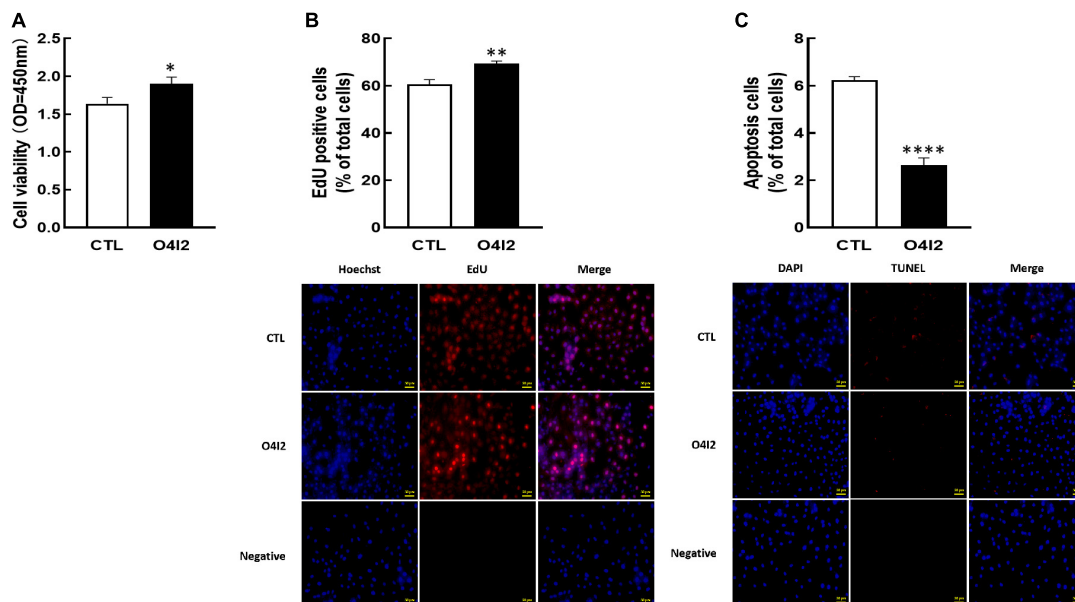 A
Cell viability (OD=450nm)
2.5
2.0
1.5
1.0
0.5
0.0
*
CTL
O4I2
B
EdU positive cells
(% of total cells)
80
60
40
20
0
**
CTL
O4I2
C
Apoptosis cells
(% of total cells)
8
6
4
2
0
****
CTL
O4I2
Hoechst
EdU
Merge
CTL
O4I2
Negative
DAPI
TUNEL
Merge
CTL
O4I2
Negative